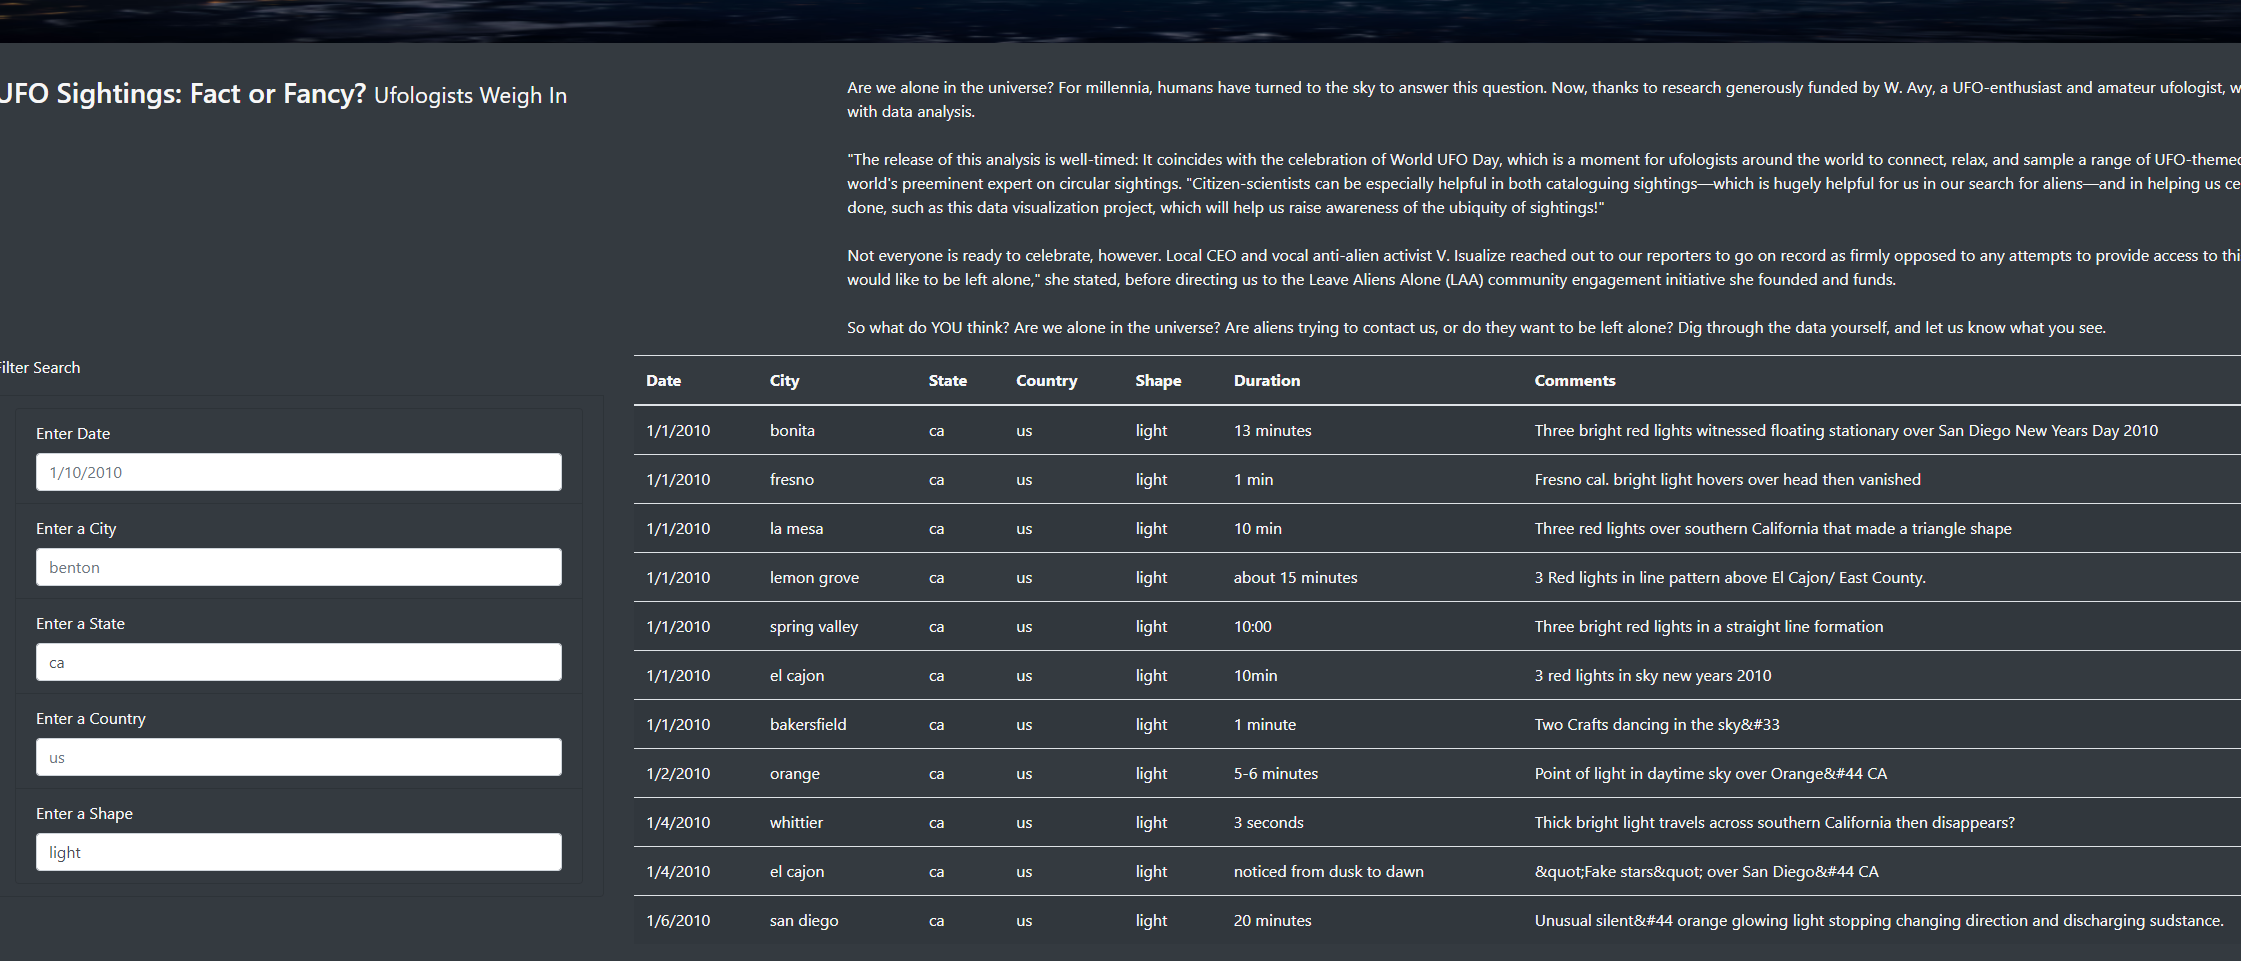 UFO Sightings: Fact or Fancy? Ufologists Weigh In
Are we alone in the universe? For millennia, humans have turned to the sky to answer this question. Now, thanks to research generously funded by W. Avy, a UFO-enthusiast and amateur ufologist,
with data analysis.
"The release of this analysis is well-timed: It coincides with the celebration of World UFO Day, which is a moment for ufologists around the world to connect, relax, and sample a range of UFO-themed
world's preeminent expert on circular sightings. "Citizen-scientists can be especially helpful in both cataloguing sightings—which is hugely helpful for us in our search for aliens—and in helping us
done, such as this data visualization project, which will help us raise awareness of the ubiquity of sightings!"
Not everyone is ready to celebrate, however. Local CEO and vocal anti-alien activist V. Isualize reached out to our reporters to go on record as firmly opposed to any attempts to provide access to
would like to be left alone," she stated, before directing us to the Leave Aliens Alone (LAA) community engagement initiative she founded and funds.
So what do YOU think? Are we alone in the universe? Are aliens trying to contact us, or do they want to be left alone? Dig through the data yourself, and let us know what you see.
Filter Search
Enter Date
1/10/2010
Enter a City
benton
Enter a State
ca
Enter a Country
us
Enter a Shape
light
Date City State Country Shape Duration Comments
1/1/2010 bonita ca us light 13 minutes Three bright red lights witnessed floating stationary over San Diego New Years Day 2010
1/1/2010 fresno ca us light 1 min Fresno cal. bright light hovers over head then vanished
1/1/2010 la mesa ca us light 10 min Three red lights over southern California that made a triangle shape
1/1/2010 lemon grove ca us light about 15 minutes 3 Red lights in line pattern above El Cajon/ East County.
1/1/2010 spring valley ca us light 10:00 Three bright red lights in a straight line formation
1/1/2010 el cajon ca us light 10min 3 red lights in sky new years 2010
1/1/2010 bakersfield ca us light 1 minute Two Crafts dancing in the sky&#33
1/2/2010 orange ca us light 5-6 minutes Point of light in daytime sky over Orange&#44 CA
1/4/2010 whittier ca us light 3 seconds Thick bright light travels across southern California then disappears?
1/4/2010 el cajon ca us light noticed from dusk to dawn &quot;Fake stars&quot; over San Diego&#44 CA
1/6/2010 san diego ca us light 20 minutes Unusual silent&#44 orange glowing light stopping changing direction and discharging sudstance.